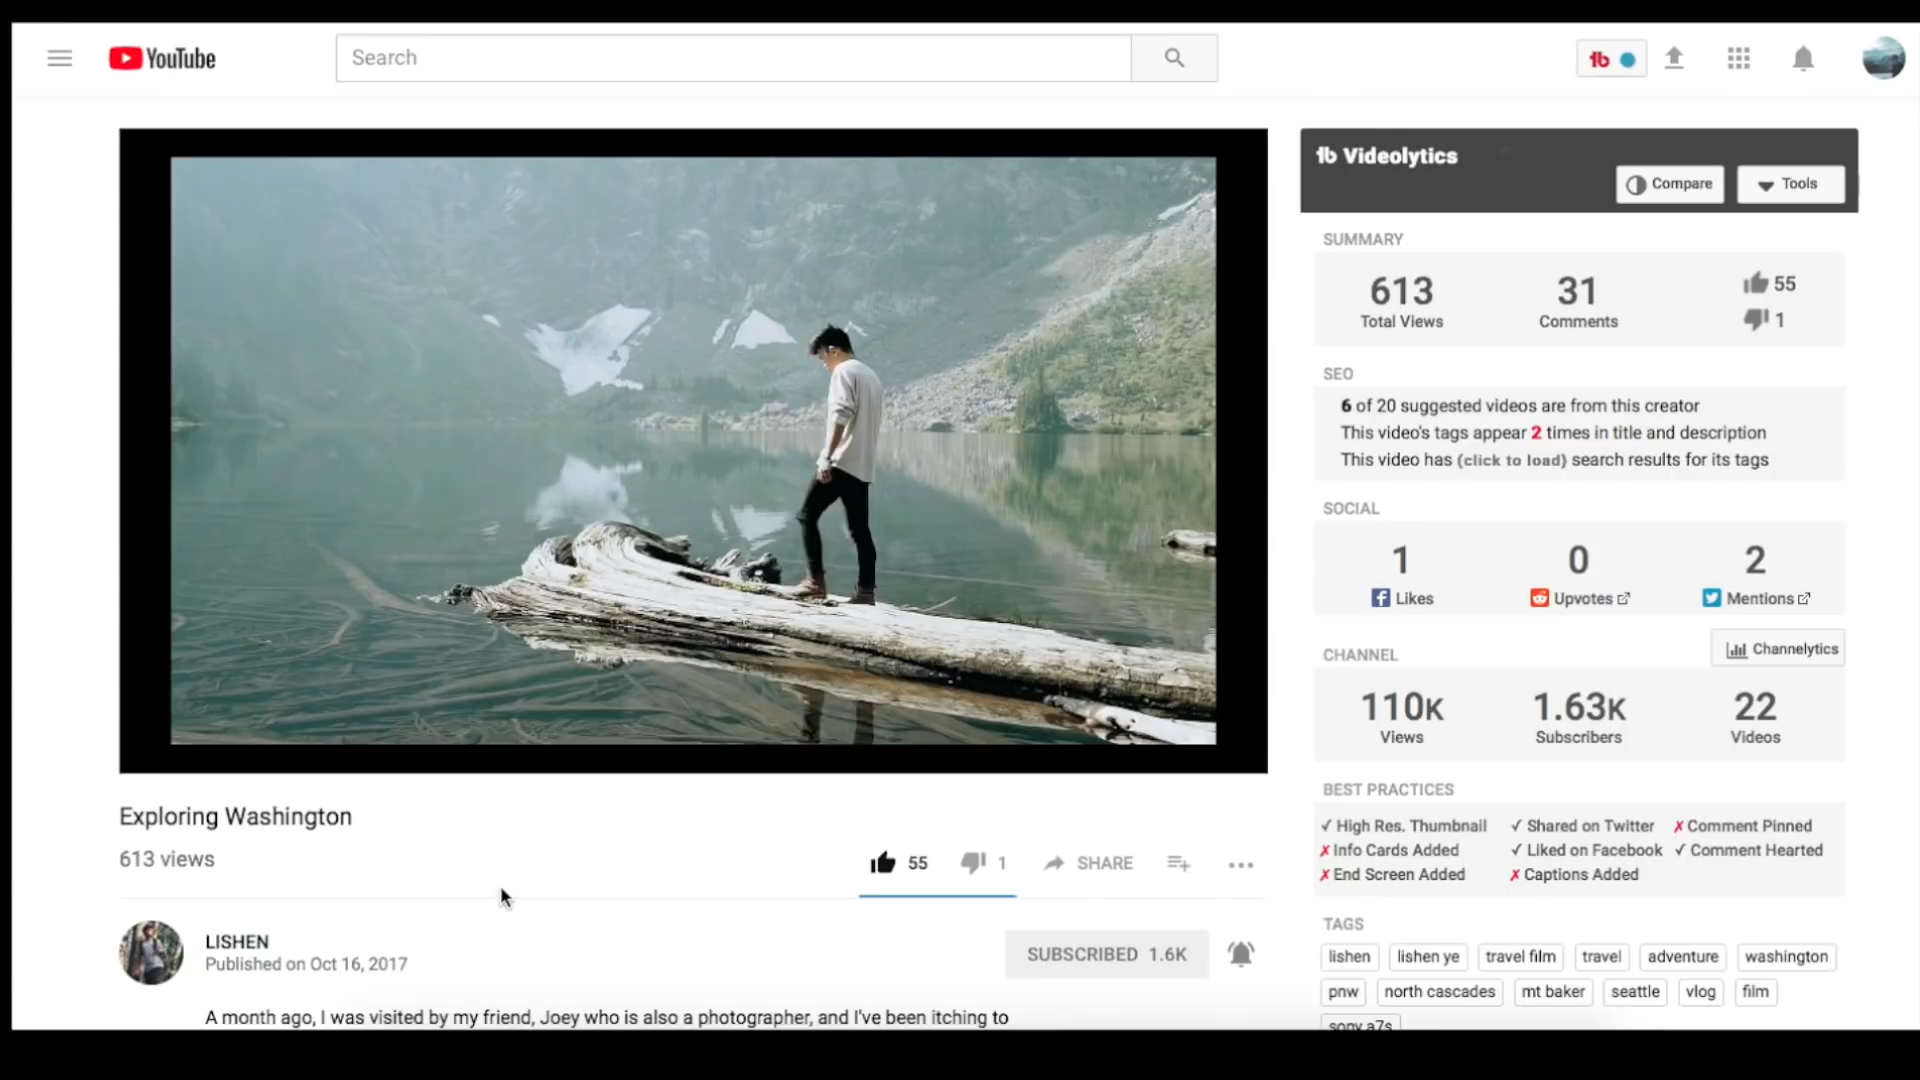 YouTube
Search
tb
tb Videolytics
Compare
Tools
SUMMARY
613
Total Views
31
Comments
55
1
SEO
6 of 20 suggested videos are from this creator
This video's tags appear 2 times in title and description
This video has (click to load) search results for its tags
SOCIAL
1
Likes
0
Upvotes
2
Mentions
CHANNEL
Channelytics
110K
Views
1.63K
Subscribers
22
Videos
BEST PRACTICES
✓ High Res. Thumbnail ✓ Shared on Twitter ✗ Comment Pinned
✗ Info Cards Added ✓ Liked on Facebook ✓ Comment Hearted
✗ End Screen Added ✗ Captions Added
TAGS
lishen lishen ye travel film travel adventure washington
pnw north cascades mt baker seattle vlog film
sony a7s
Exploring Washington
613 views
55 1 SHARE
LISHEN
Published on Oct 16, 2017
SUBSCRIBED 1.6K
A month ago, I was visited by my friend, Joey who is also a photographer, and I've been itching to